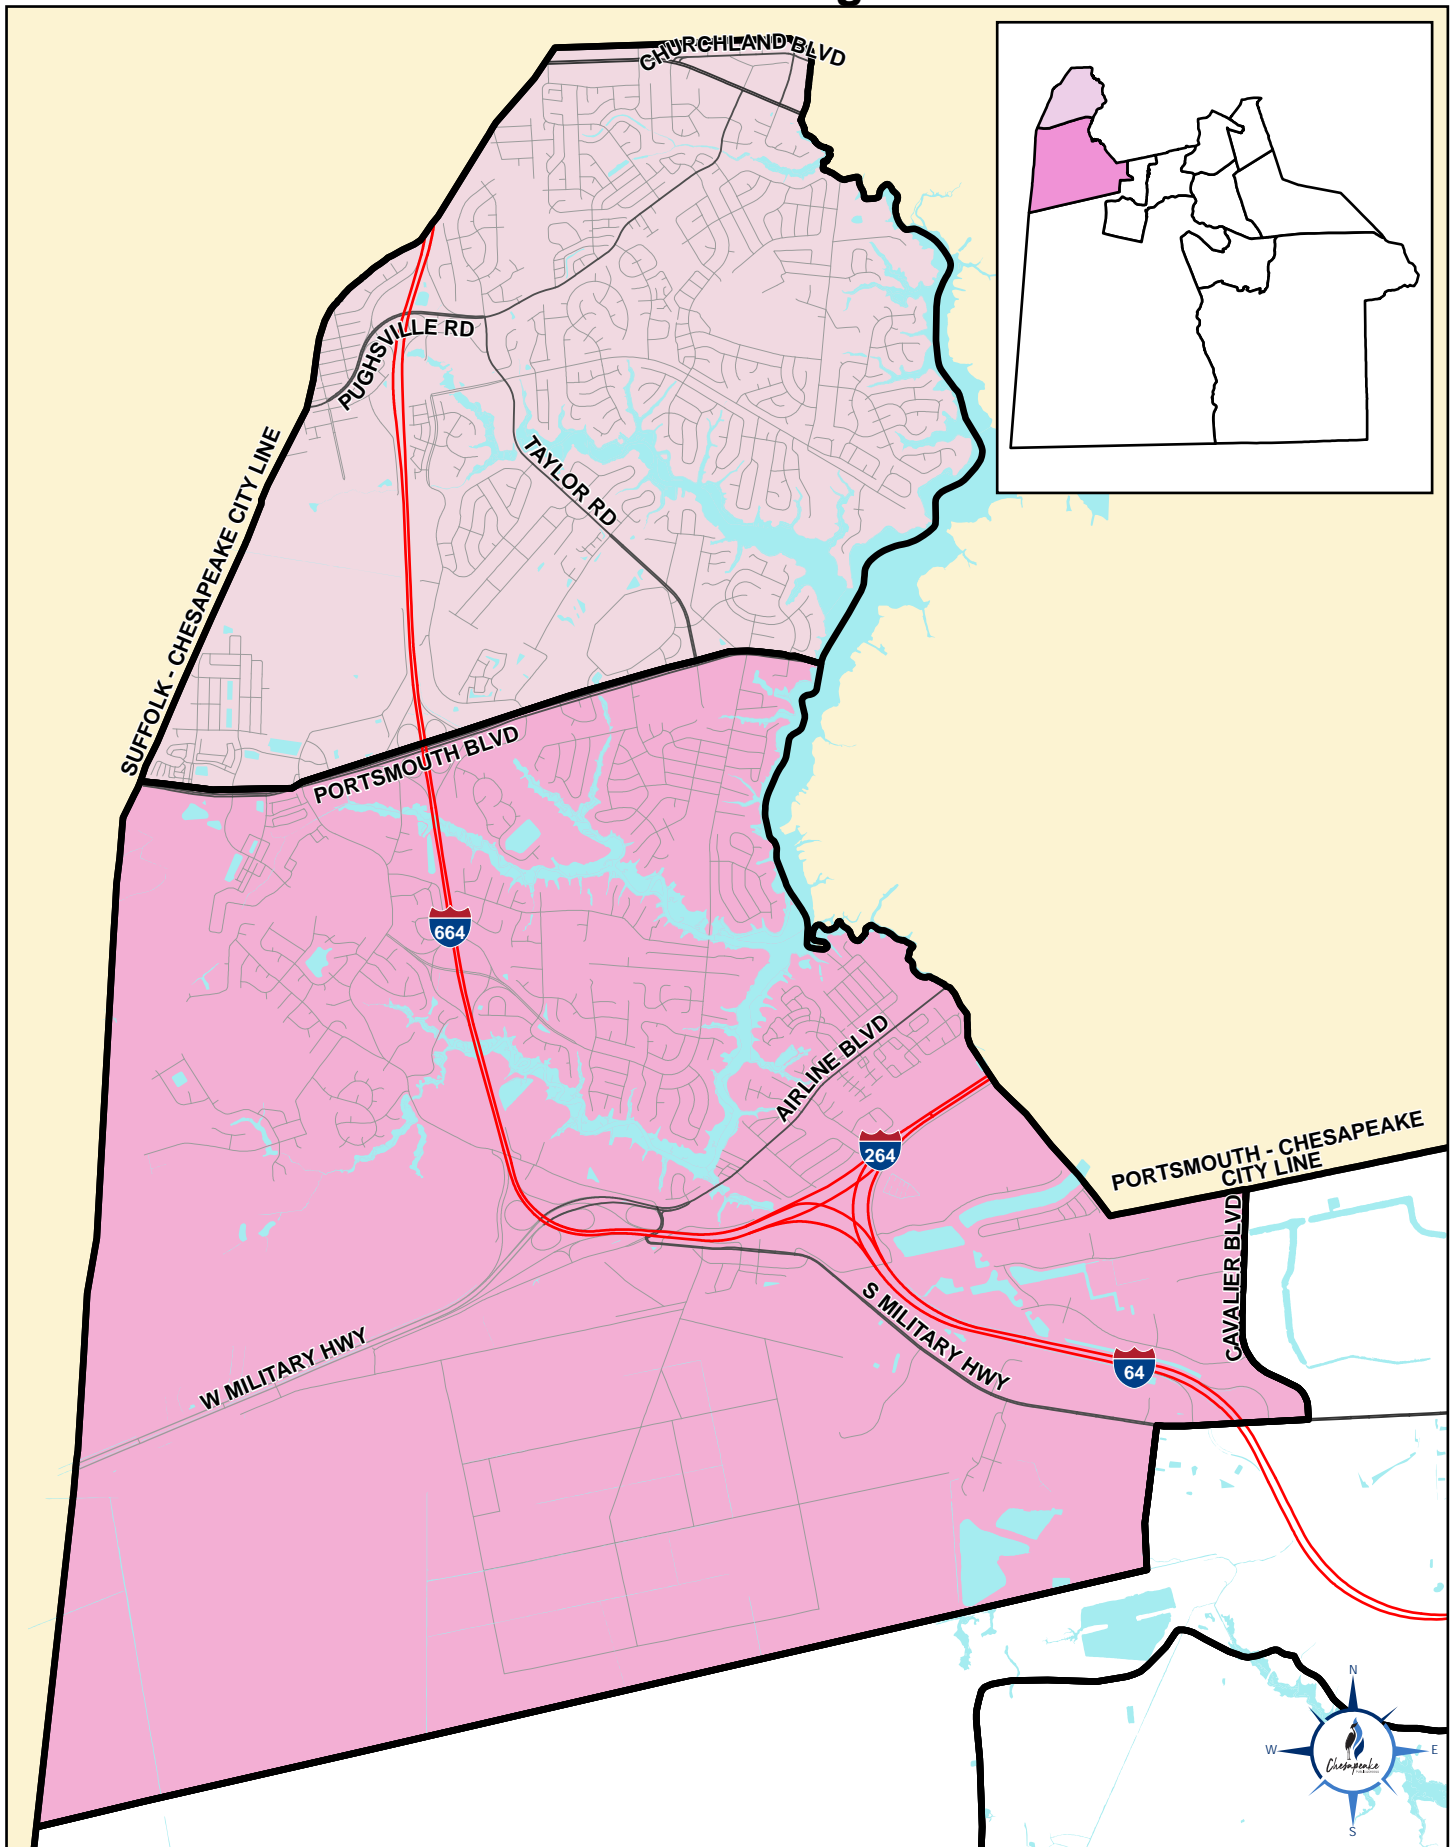 CHURCHLAND BLVD
PUGHSVILLE RD
TAYLOR RD
SUFFOLK - CHESAPEAKE CITY LINE
PORTSMOUTH BLVD
664
AIRLINE BLVD
264
PORTSMOUTH - CHESAPEAKE
CITY LINE
CAVALIER BLVD
S MILITARY HWY
W MILITARY HWY
64
N
W
E
Chesapeake
S